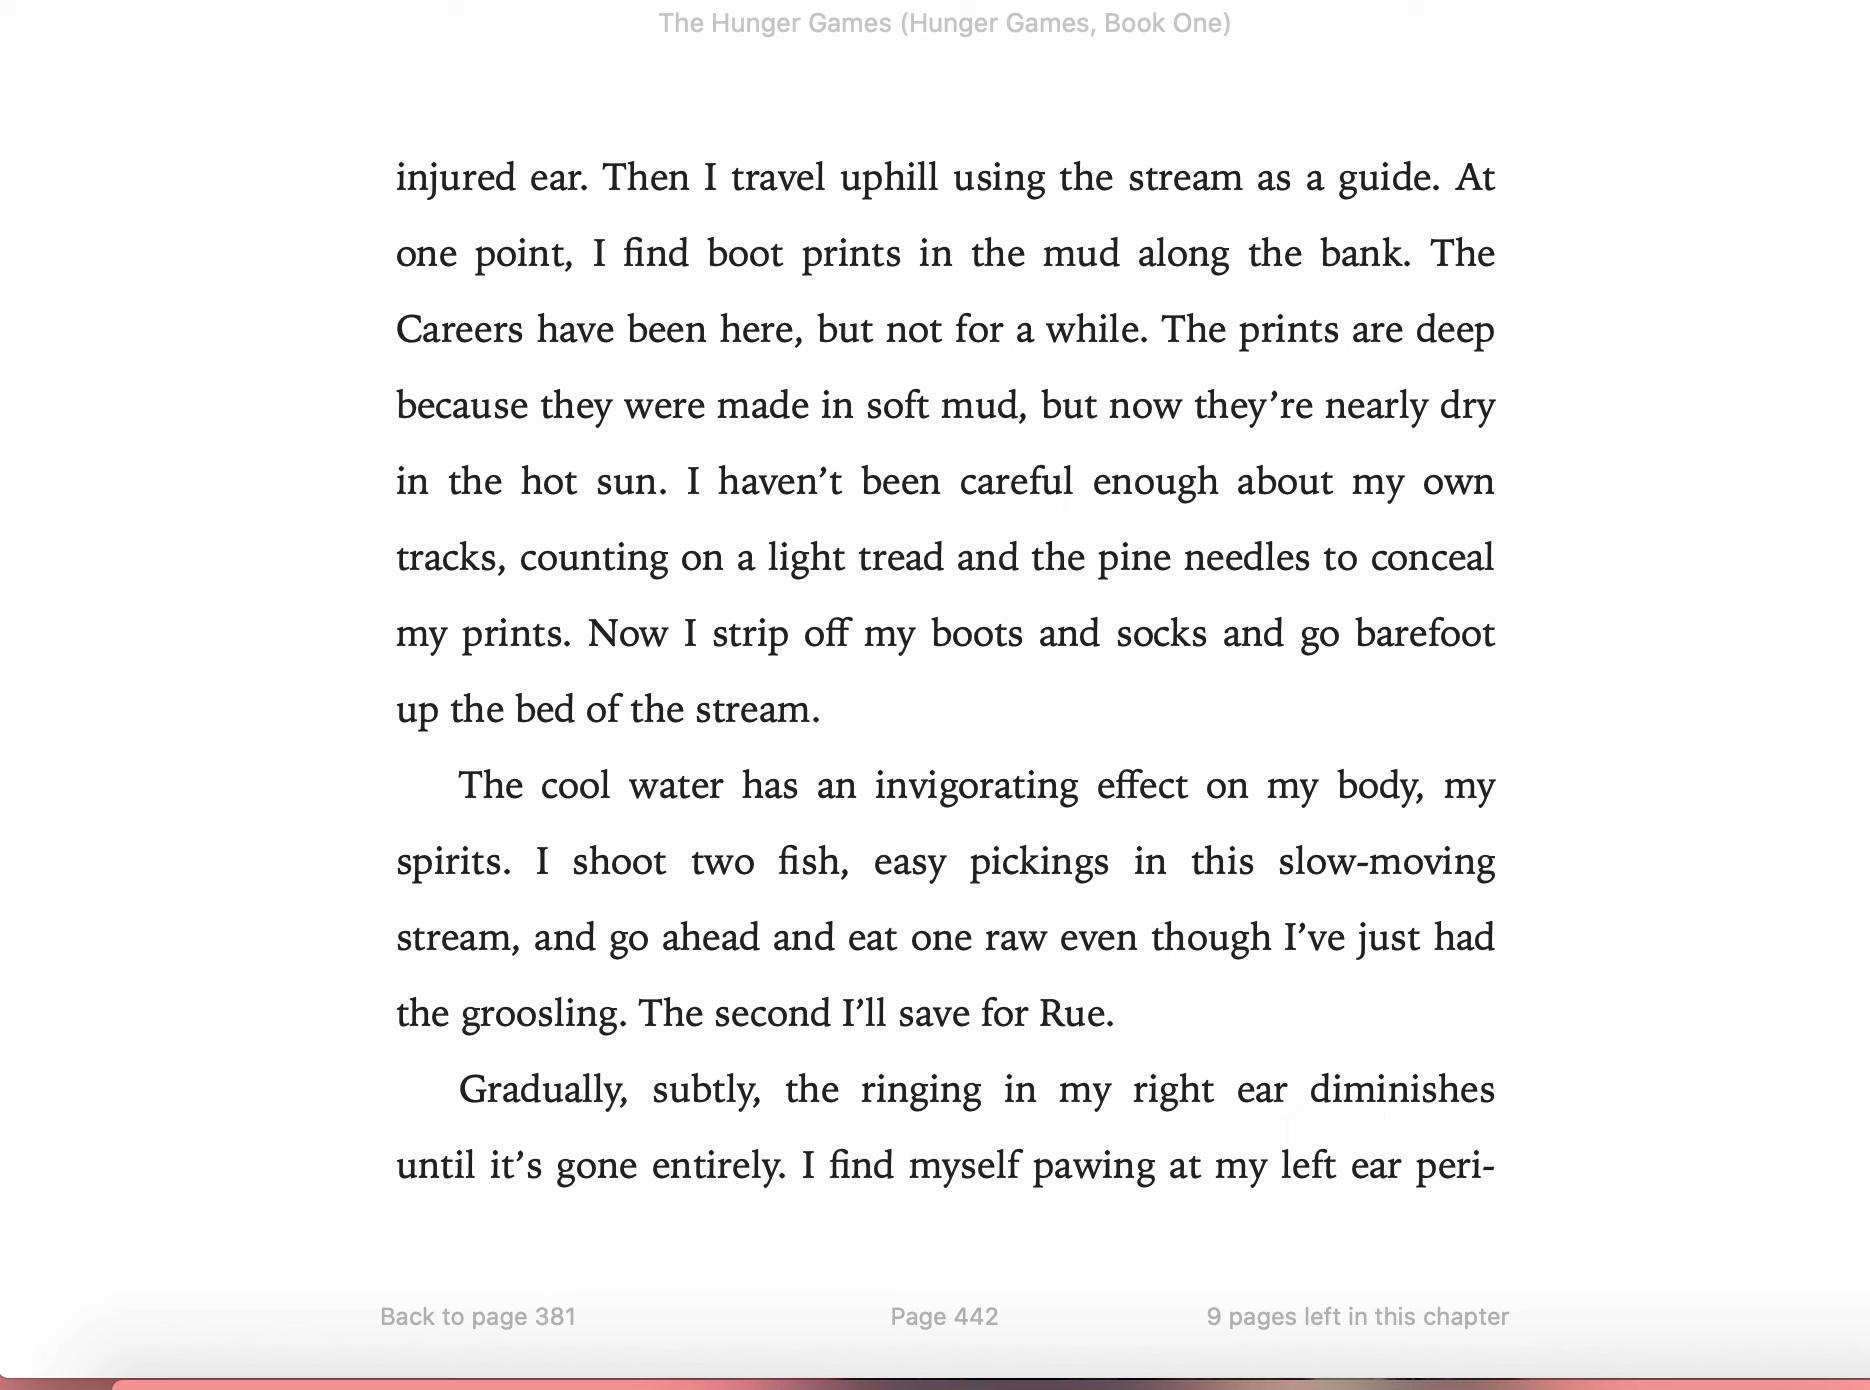 The Hunger Games (Hunger Games, Book One)
injured ear. Then I travel uphill using the stream as a guide. At
one point, I find boot prints in the mud along the bank. The
Careers have been here, but not for a while. The prints are deep
because they were made in soft mud, but now they’re nearly dry
in the hot sun. I haven’t been careful enough about my own
tracks, counting on a light tread and the pine needles to conceal
my prints. Now I strip off my boots and socks and go barefoot
up the bed of the stream.
The cool water has an invigorating effect on my body, my
spirits. I shoot two fish, easy pickings in this slow-moving
stream, and go ahead and eat one raw even though I’ve just had
the groosling. The second I’ll save for Rue.
Gradually, subtly, the ringing in my right ear diminishes
until it’s gone entirely. I find myself pawing at my left ear peri-
Back to page 381
Page 442
9 pages left in this chapter